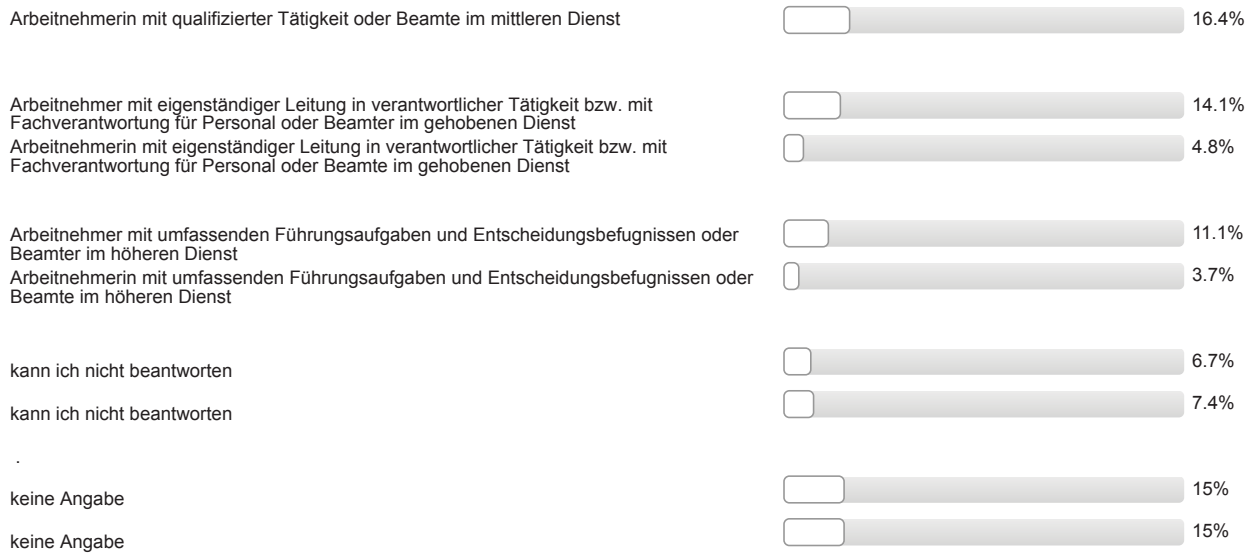 Arbeitnehmerin mit qualifizierter Tätigkeit oder Beamte im mittleren Dienst 16.4%
Arbeitnehmer mit eigenständiger Leitung in verantwortlicher Tätigkeit bzw. mit 14.1%
Fachverantwortung für Personal oder Beamter im gehobenen Dienst
Arbeitnehmerin mit eigenständiger Leitung in verantwortlicher Tätigkeit bzw. mit 4.8%
Fachverantwortung für Personal oder Beamte im gehobenen Dienst
Arbeitnehmer mit umfassenden Führungsaufgaben und Entscheidungsbefugnissen oder 11.1%
Beamter im höheren Dienst
Arbeitnehmerin mit umfassenden Führungsaufgaben und Entscheidungsbefugnissen oder 3.7%
Beamte im höheren Dienst
kann ich nicht beantworten 6.7%
kann ich nicht beantworten 7.4%
.
keine Angabe 15%
keine Angabe 15%